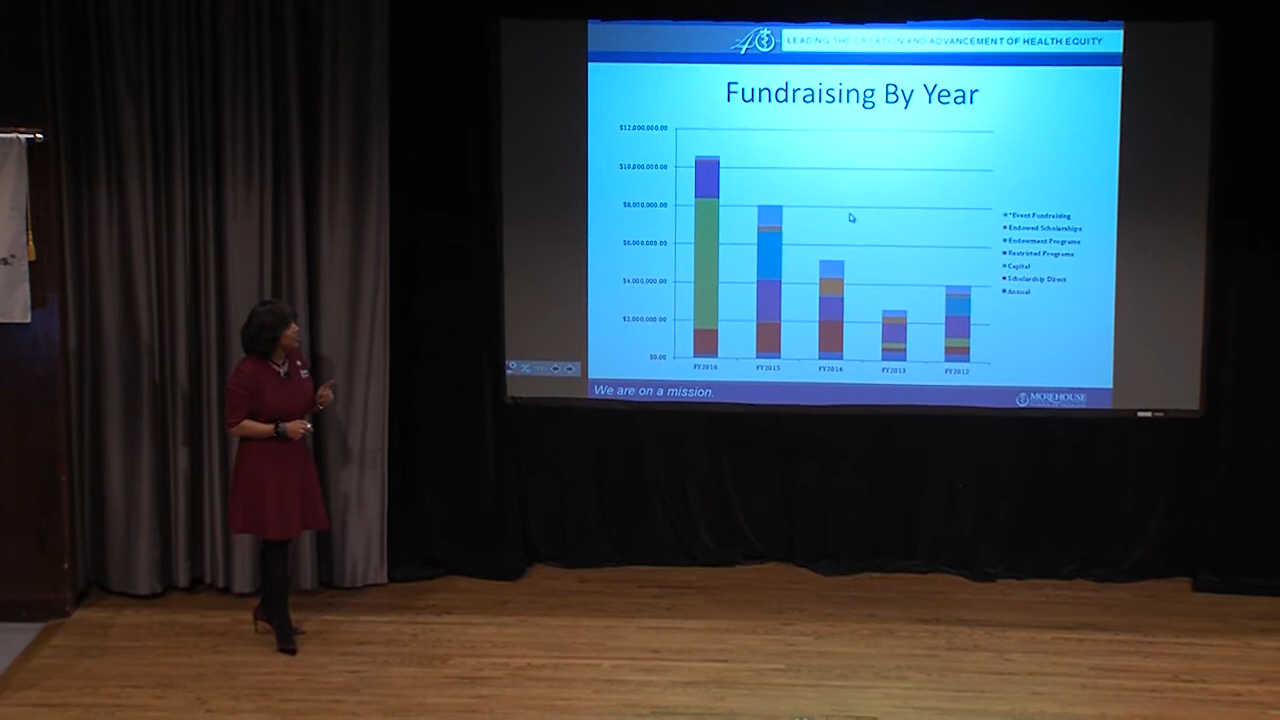 LEADING THE CREATION AND ADVANCEMENT OF HEALTH EQUITY
Fundraising By Year
$12,000,000.00
$10,000,000.00
$8,000,000.00
$6,000,000.00
$4,000,000.00
$2,000,000.00
$0.00
FY2016
FY2015
FY2014
FY2013
FY2012
*Event Fundraising
Endowed Scholarships
Endowment Programs
Restricted Programs
Capital
Scholarship Direct
Annual
We are on a mission.
MOREHOUSE
s."